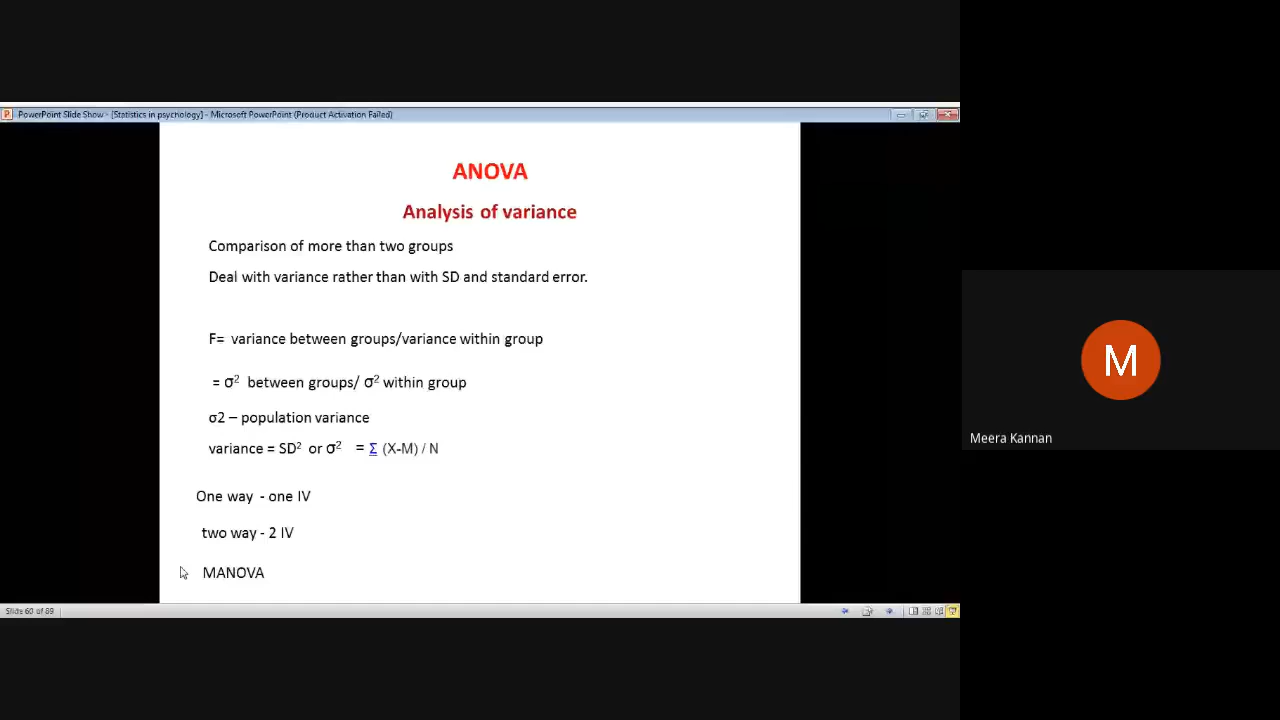 PowerPoint Slide Show - [Statistics in psychology] - Microsoft PowerPoint (Product Activation Failed)
ANOVA
Analysis of variance
Comparison of more than two groups
Deal with variance rather than with SD and standard error.
F= variance between groups/variance within group
= σ² between groups/ σ² within group
σ2 – population variance
variance = SD² or σ² = Σ (X-M) / N
One way - one IV
two way - 2 IV
MANOVA
Slide 60 of 89
M
Meera Kannan